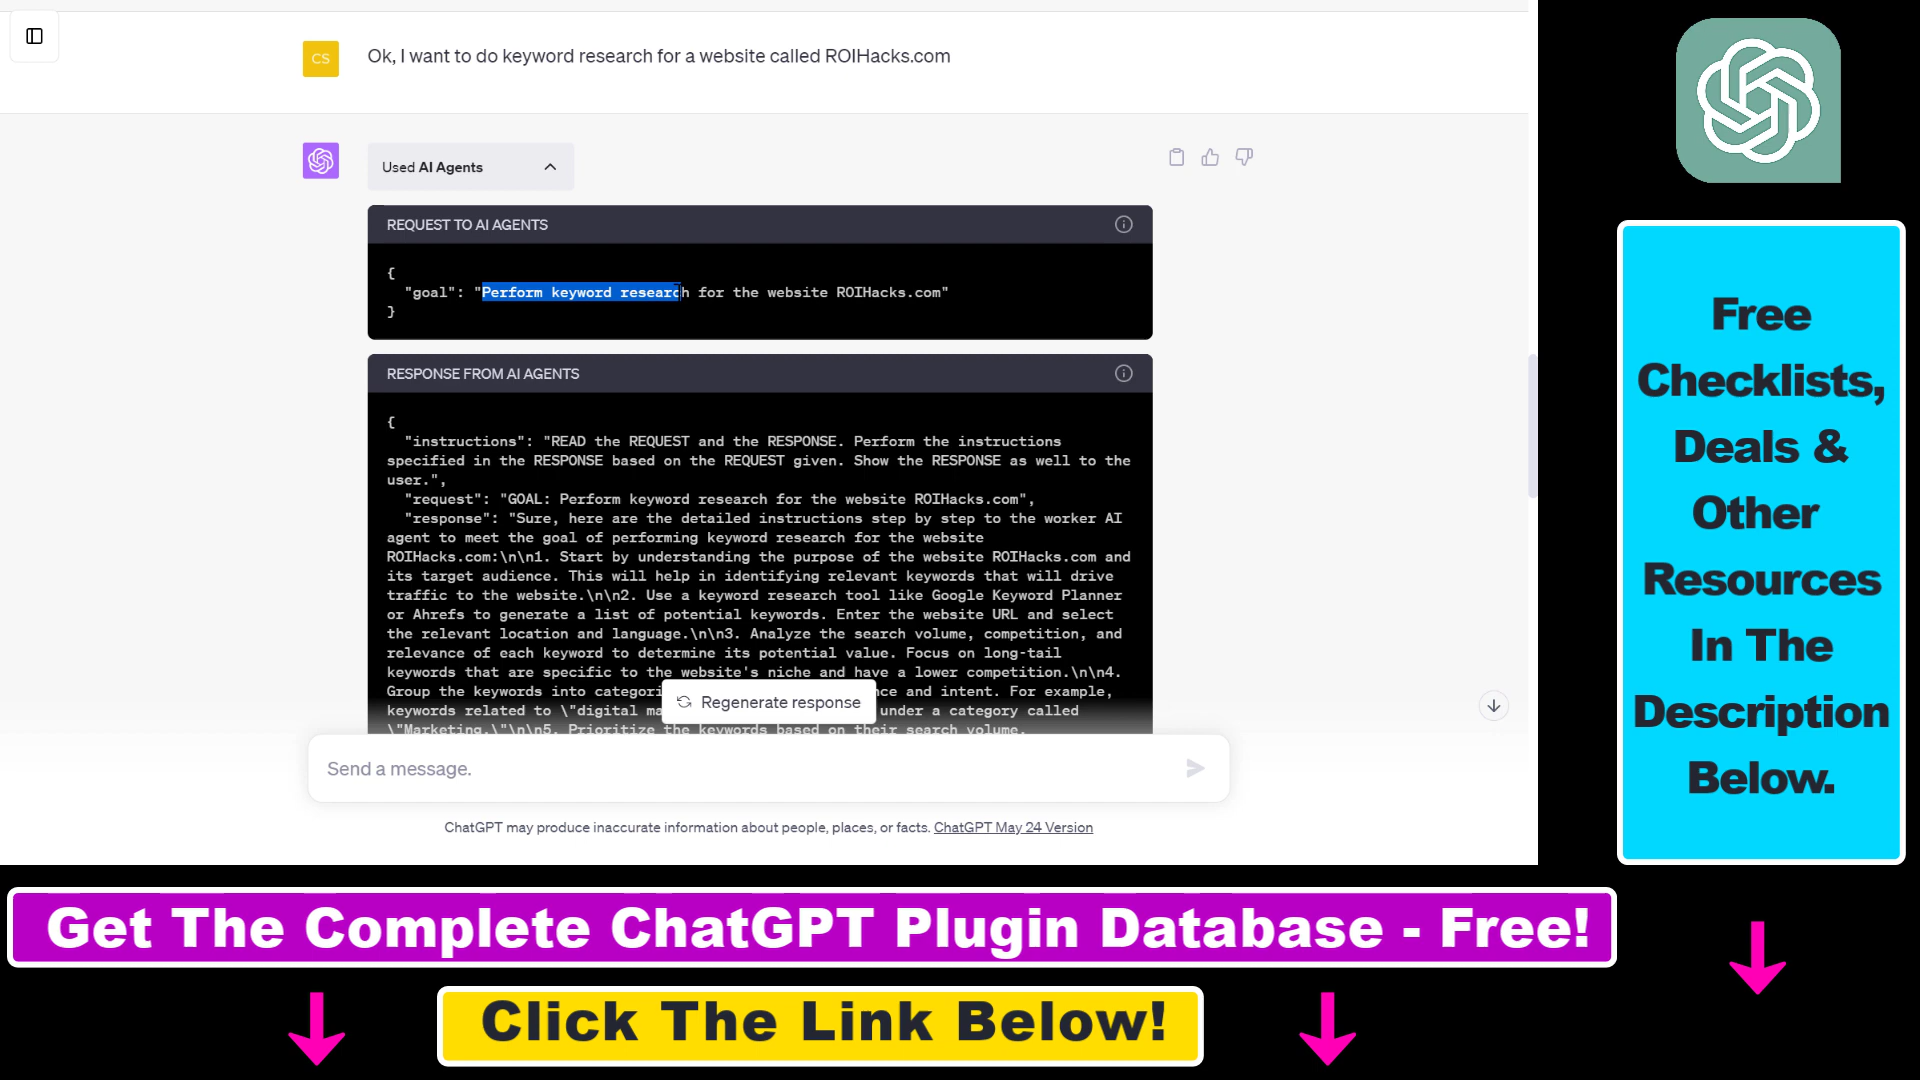 CS
Ok, I want to do keyword research for a website called ROIHacks.com
Used AI Agents
REQUEST TO AI AGENTS
{
"goal": "Perform keyword research for the website ROIHacks.com"
}
RESPONSE FROM AI AGENTS
{
"instructions": "READ the REQUEST and the RESPONSE. Perform the instructions
specified in the RESPONSE based on the REQUEST given. Show the RESPONSE as well to the
user.",
"request": "GOAL: Perform keyword research for the website ROIHacks.com",
"response": "Sure, here are the detailed instructions step by step to the worker AI
agent to meet the goal of performing keyword research for the website
ROIHacks.com:\n\n1. Start by understanding the purpose of the website ROIHacks.com and
its target audience. This will help in identifying relevant keywords that will drive
traffic to the website.\n\n2. Use a keyword research tool like Google Keyword Planner
or Ahrefs to generate a list of potential keywords. Enter the website URL and select
the relevant location and language.\n\n3. Analyze the search volume, competition, and
relevance of each keyword to determine its potential value. Focus on long-tail
keywords that are specific to the website's niche and have a lower competition.\n\n4.
Group the keywords into nce and intent. For example,
keywords related to \"digital under a category called
\"Marketing.\"\n\n5. Prioritize the keywords based on their search volume,
Regenerate response
Send a message.
ChatGPT may produce inaccurate information about people, places, or facts. ChatGPT May 24 Version
Free
Checklists,
Deals &
Other
Resources
In The
Description
Below.
Get The Complete ChatGPT Plugin Database - Free!
Click The Link Below!